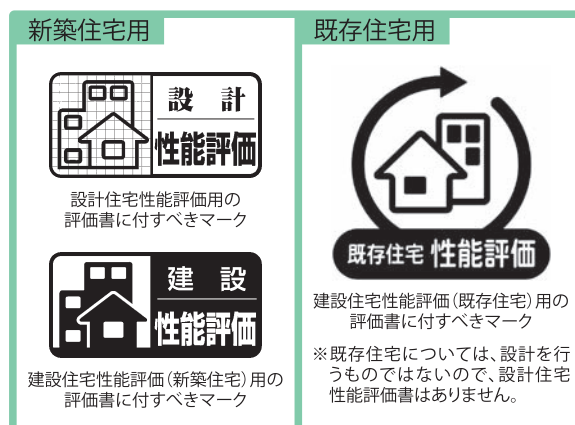 新築住宅用
設 計
性能評価
設計住宅性能評価用の
評価書に付すべきマーク
建 設
性能評価
建設住宅性能評価(新築住宅)用の
評価書に付すべきマーク
既存住宅用
既存住宅 性能評価
建設住宅性能評価(既存住宅)用の
評価書に付すべきマーク
※既存住宅については、設計を行
うものではないので、設計住宅
性能評価書はありません。